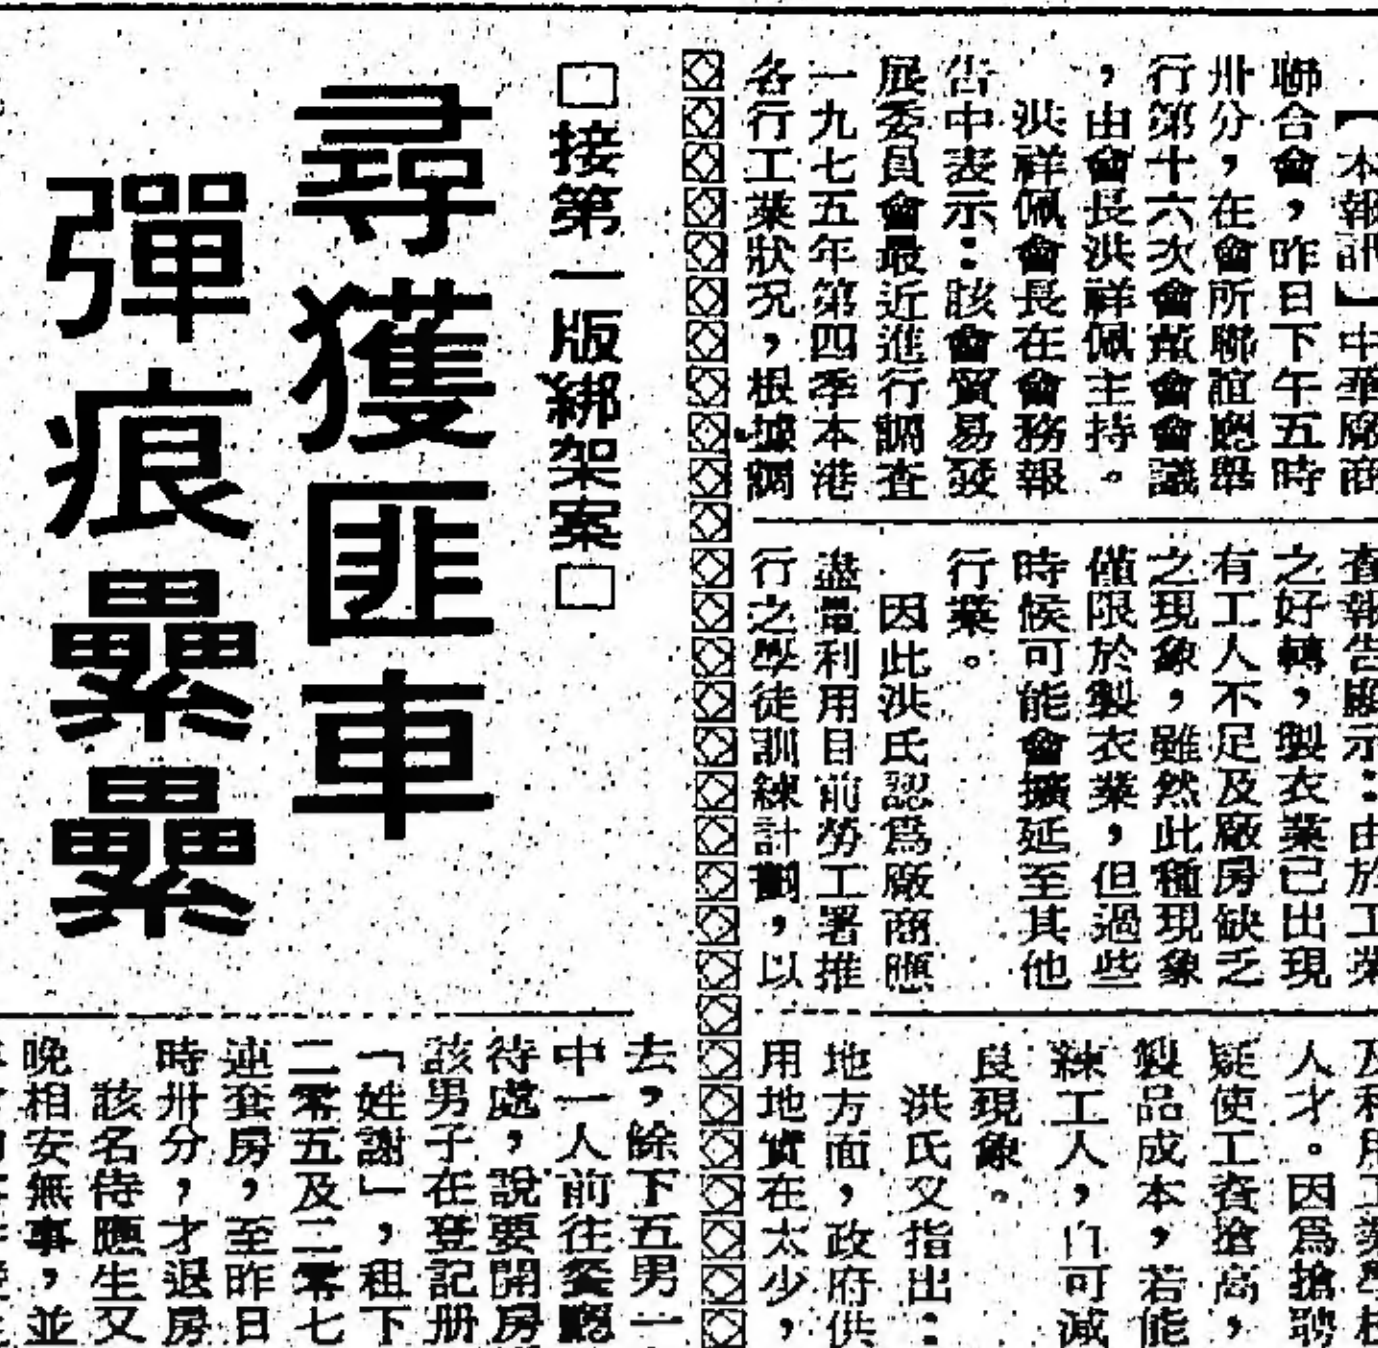 【本報訊】中華廠商
聯合會，昨日下午五時
卅分，在會所聯誼廳舉
行第十六次會董會會議
，由會長洪祥佩主持。
洪祥佩會長在會務報
告中表示：該會貿易發
展委員會最近進行調查
一九七五年第四季本港
各行工業狀況，根據調
查報告顯示：由於工業
之好轉，製衣業已出現
有工人不足及廠房缺乏
之現象，雖然此種現象
僅限於製衣業，但過些
時候可能會擴延至其他
行業。
因此洪氏認爲廠商應
盡量利用目前勞工署推
行之學徒訓練計劃，以
及利用工業學校
人才。因爲搶聘
疑使工資搶高，
製品成本，若能
練工人，自可減
良現象。
洪氏又指出：
地方面，政府供
用地實在太少，
□接第一版綁架案□
尋獲匪車
彈痕纍纍
去，餘下五男一
中一人前往餐廳
待處，說要開房
該男子在登記册
「姓謝」，租下
二零五及二零七
連套房，至昨日
時卅分，才退房
該名侍應生又
晚相安無事，並